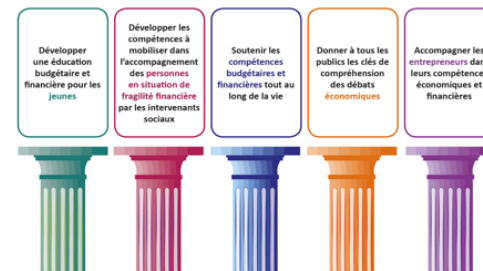 Développer
une éducation
budgétaire et
financière pour les
jeunes
Développer les
compétences à
mobiliser dans
l'accompagnement
des personnes
en situation de
fragilité financière
par les intervenants
sociaux
Soutenir les
compétences
budgétaires et
financières tout au
long de la vie
Donner à tous les
publics les clés de
compréhension
des débats
économiques
Accompagner les
entrepreneurs dan
leurs compétence
économiques et
financières